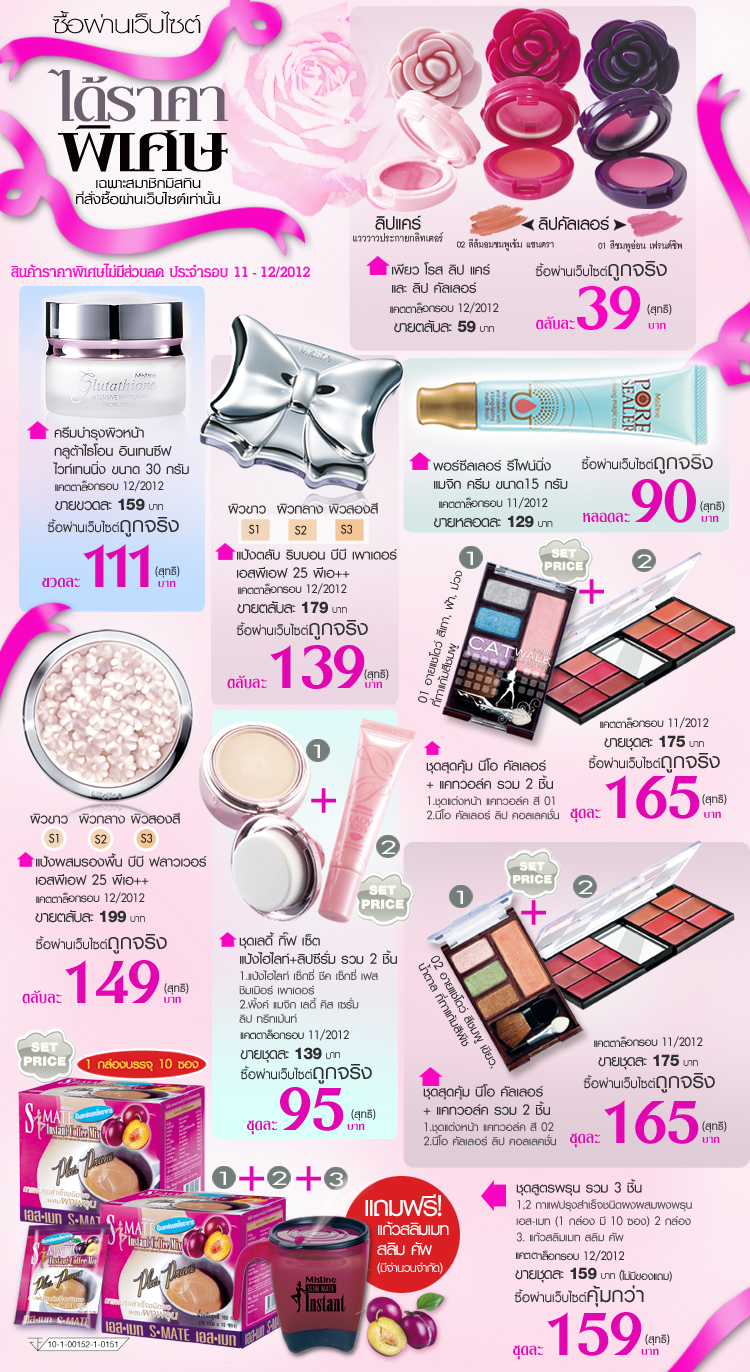 ซื้อผ่านเว็บไซต์
ได้ราคา
พิเศษ
เฉพาะสมาชิกมิสทิน
ที่สั่งซื้อผ่านเว็บไซต์เท่านั้น
สินค้าราคาพิเศษไม่มีส่วนลด ประจำรอบ 11 - 12/2012
ลิปแคร์
แวววาวประกายกลิทเตอร์
ลิปคัลเลอร์
02 สีส้มอมชมพูเข้ม แซนดรา
01 สีชมพูอ่อน เฟรนด์ชิพ
เพียว โรส ลิป แคร์
และ ลิป คัลเลอร์
แคตตาล็อกรอบ 12/2012
ขายตลับละ 59 บาท
ซื้อผ่านเว็บไซต์ถูกจริง
ตลับละ 39 (สุทธิ) บาท
Mistine
Glutathione
INTENSIVE WHITENING
FACIAL CREAM
ครีมบำรุงผิวหน้า
กลูต้าไธโอน อินเทนซีฟ
ไวท์เทนนิ่ง ขนาด 30 กรัม
แคตตาล็อกรอบ 12/2012
ขายขวดละ 159 บาท
ซื้อผ่านเว็บไซต์ถูกจริง
ขวดละ 111 (สุทธิ) บาท
ผิวขาว ผิวกลาง ผิวสองสี
S1 S2 S3
แป้งตลับ ริบบอน บีบี เพาเดอร์
เอสพีเอฟ 25 พีเอ++
แคตตาล็อกรอบ 12/2012
ขายตลับละ 179 บาท
ซื้อผ่านเว็บไซต์ถูกจริง
ตลับละ 139 (สุทธิ) บาท
Mistine
PORE
SEALER
พอร์ซีลเลอร์ รีไฟน์นิ่ง
แมจิก ครีม ขนาด15 กรัม
แคตตาล็อกรอบ 11/2012
ขายหลอดละ 129 บาท
ซื้อผ่านเว็บไซต์ถูกจริง
หลอดละ 90 (สุทธิ) บาท
1 + 2
SET
PRICE
CAT WALK
01 อายแชโดว์ สีเทา, ฟ้า, ม่วง
ที่ทาแก้มสีชมพู
ชุดสุดคุ้ม นีโอ คัลเลอร์
+ แคทวอล์ค รวม 2 ชิ้น
1.ชุดแต่งหน้า แคทวอล์ค สี 01
2.นีโอ คัลเลอร์ ลิป คอลเลคชั่น
แคตตาล็อกรอบ 11/2012
ขายชุดละ 175 บาท
ซื้อผ่านเว็บไซต์ถูกจริง
ชุดละ 165 (สุทธิ) บาท
Mistine
ผิวขาว ผิวกลาง ผิวสองสี
S1 S2 S3
แป้งผสมรองพื้น บีบี ฟลาวเวอร์
เอสพีเอฟ 25 พีเอ++
แคตตาล็อกรอบ 12/2012
ขายตลับละ 199 บาท
ซื้อผ่านเว็บไซต์ถูกจริง
ตลับละ 149 (สุทธิ) บาท
1 + 2
SET
PRICE
ชุดเลดี้ กิ๊ฟ เซ็ต
แป้งไฮไลท์+ลิปซีรั่ม รวม 2 ชิ้น
1.แป้งไฮไลท์ เซ็กซี่ ชีค เซ็กซี่ เฟส
ชิมเมอร์ เพาเดอร์
2.พิ้งค์ แมจิก เลดี้ คิส เซรั่ม
ลิป ทรีทเม้นท์
แคตตาล็อกรอบ 11/2012
ขายชุดละ 139 บาท
ซื้อผ่านเว็บไซต์ถูกจริง
ชุดละ 95 (สุทธิ) บาท
1 + 2
SET
PRICE
02 อายแชโดว์ สีชมพู เขียว,
น้ำตาล ที่ทาแก้มสีพีช
ชุดสุดคุ้ม นีโอ คัลเลอร์
+ แคทวอล์ค รวม 2 ชิ้น
1.ชุดแต่งหน้า แคทวอล์ค สี 02
2.นีโอ คัลเลอร์ ลิป คอลเลคชั่น
แคตตาล็อกรอบ 11/2012
ขายชุดละ 175 บาท
ซื้อผ่านเว็บไซต์ถูกจริง
ชุดละ 165 (สุทธิ) บาท
SET
PRICE
1 กล่องบรรจุ 10 ซอง
S MATE
Instant Coffee Mix
Plus Prune
เอส.เมท S-MATE
1+2+3
แถมฟรี!
แก้วสลิมเมท
สลิม คัพ
(มีจำนวนจำกัด)
Mistine
SLIM MATE
Instant
S MATE
Instant Coffee Mix
Plus Prune
เอส.เมท S-MATE เอส.เมท
10-1-00152-1-0151
ชุดสูตรพรุน รวม 3 ชิ้น
1,2 กาแฟปรุงสำเร็จชนิดผงผสมผงพรุน
เอส-เมท (1 กล่อง มี 10 ซอง) 2 กล่อง
3. แก้วสลิมเมท สลิม คัพ
แคตตาล็อกรอบ 12/2012
ขายชุดละ 159 บาท (ไม่มีของแถม)
ซื้อผ่านเว็บไซต์คุ้มกว่า
ชุดละ 159 (สุทธิ) บาท